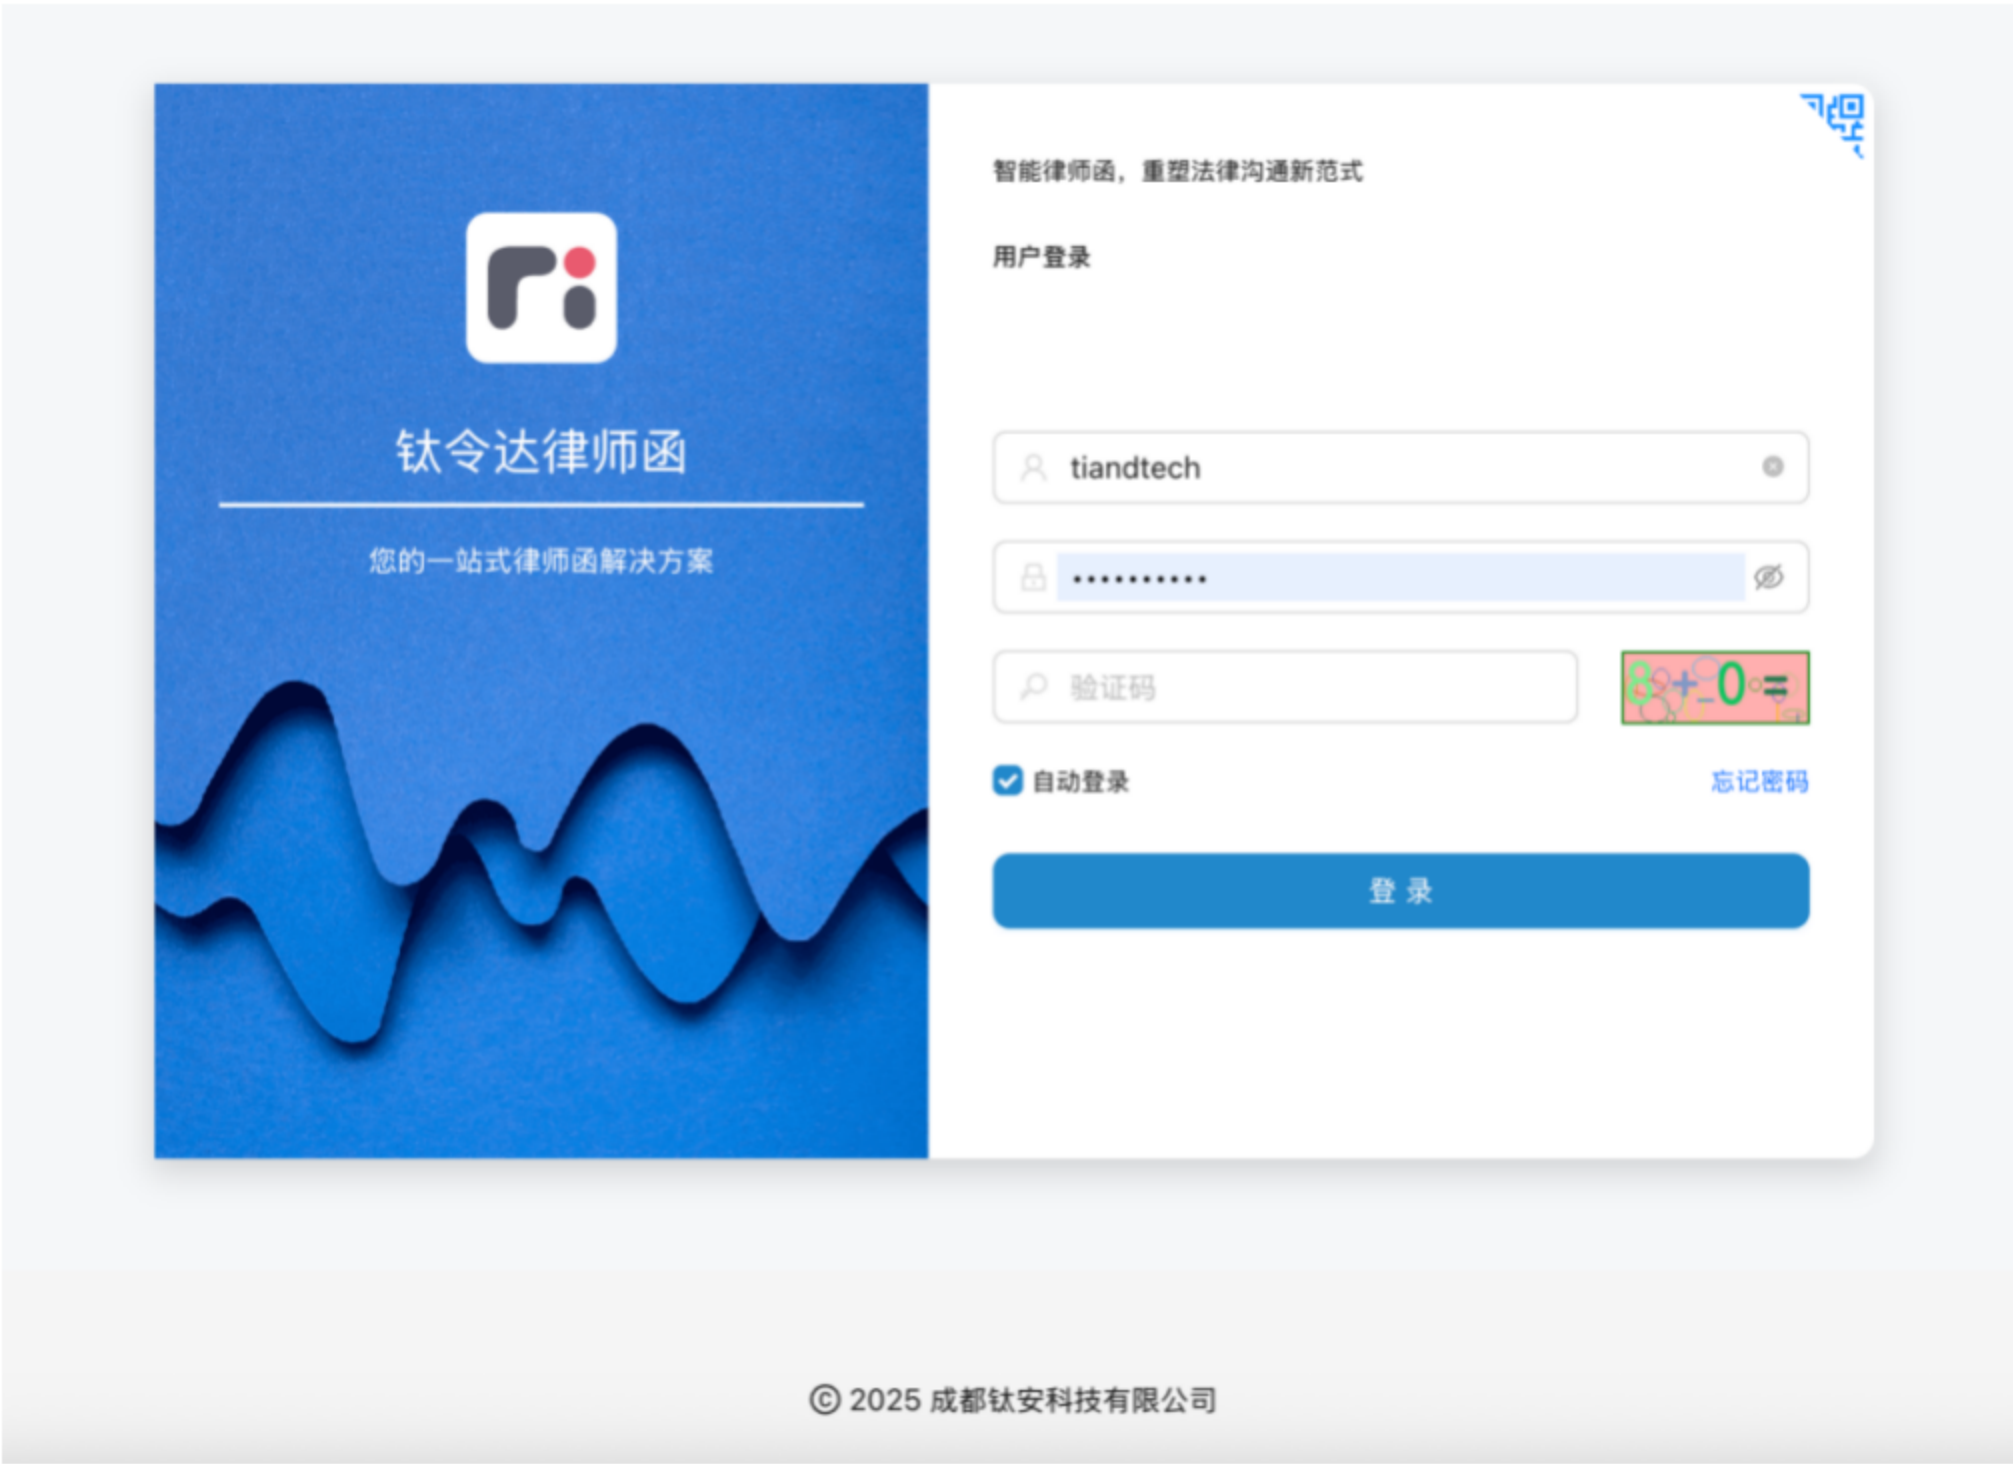 钛令达律师函
您的一站式律师函解决方案
智能律师函，重塑法律沟通新范式
用户登录
tiandtech
••••••••••
验证码
8+0=
自动登录
忘记密码
登 录
© 2025 成都钛安科技有限公司